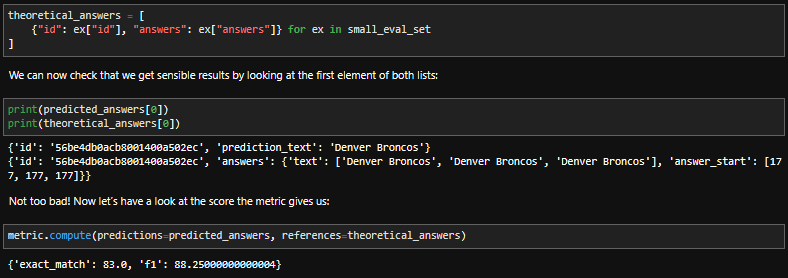 theoretical_answers = [
    {"id": ex["id"], "answers": ex["answers"]} for ex in small_eval_set
]
We can now check that we get sensible results by looking at the first element of both lists:
print(predicted_answers[0])
print(theoretical_answers[0])
{'id': '56be4db0acb8001400a502ec', 'prediction_text': 'Denver Broncos'}
{'id': '56be4db0acb8001400a502ec', 'answers': {'text': ['Denver Broncos', 'Denver Broncos', 'Denver Broncos'], 'answer_start': [17
7, 177, 177]}}
Not too bad! Now let's have a look at the score the metric gives us:
metric.compute(predictions=predicted_answers, references=theoretical_answers)
{'exact_match': 83.0, 'f1': 88.25000000000004}